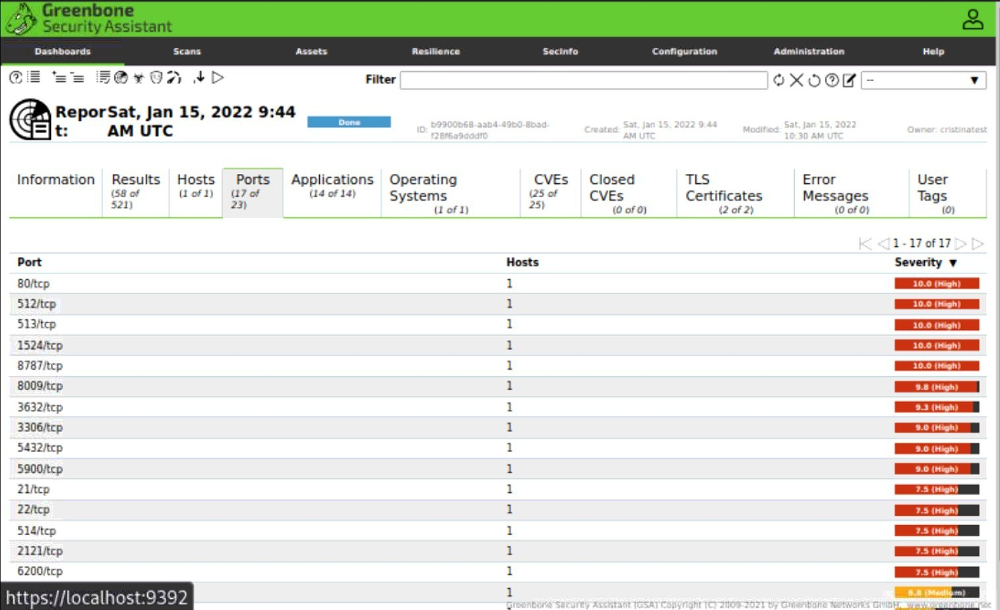 Greenbone
Security Assistant
Dashboards Scans Assets Resilience SecInfo Configuration Administration Help
Filter --
Report: Sat, Jan 15, 2022 9:44 AM UTC Done ID: b9900b68-aab4-49b0-8bad-f28f6a9dddf0 Created: Sat, Jan 15, 2022 9:44 AM UTC Modified: Sat, Jan 15, 2022 10:30 AM UTC Owner: cristinatest
Information
Results (58 of 521)
Hosts (1 of 1)
Ports (17 of 23)
Applications (14 of 14)
Operating Systems (1 of 1)
CVEs (25 of 25)
Closed CVEs (0 of 0)
TLS Certificates (2 of 2)
Error Messages (0 of 0)
User Tags (0)
1 - 17 of 17
Port Hosts Severity ▼
80/tcp 1 10.0 (High)
512/tcp 1 10.0 (High)
513/tcp 1 10.0 (High)
1524/tcp 1 10.0 (High)
8787/tcp 1 10.0 (High)
8009/tcp 1 9.8 (High)
3632/tcp 1 9.3 (High)
3306/tcp 1 9.0 (High)
5432/tcp 1 9.0 (High)
5900/tcp 1 9.0 (High)
21/tcp 1 7.5 (High)
22/tcp 1 7.5 (High)
514/tcp 1 7.5 (High)
2121/tcp 1 7.5 (High)
6200/tcp 1 7.5 (High)
1 6.8 (Medium)
https://localhost:9392
Greenbone Security Assistant (GSA) Copyright (C) 2009-2021 by Greenbone Networks GmbH, www.greenbone.net